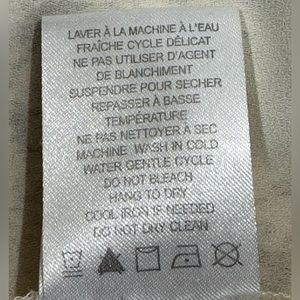 LAVER À LA MACHINE À L'EAU
FRAÎCHE CYCLE DÉLICAT
NE PAS UTILISER D'AGENT
DE BLANCHIMENT
SUSPENDRE POUR SECHER
REPASSER À BASSE
TEMPÉRATURE
NE PAS NETTOYER À SEC
MACHINE WASH IN COLD
WATER GENTLE CYCLE
DO NOT BLEACH
HANG TO DRY
COOL IRON IF NEEDED
DO NOT DRY CLEAN